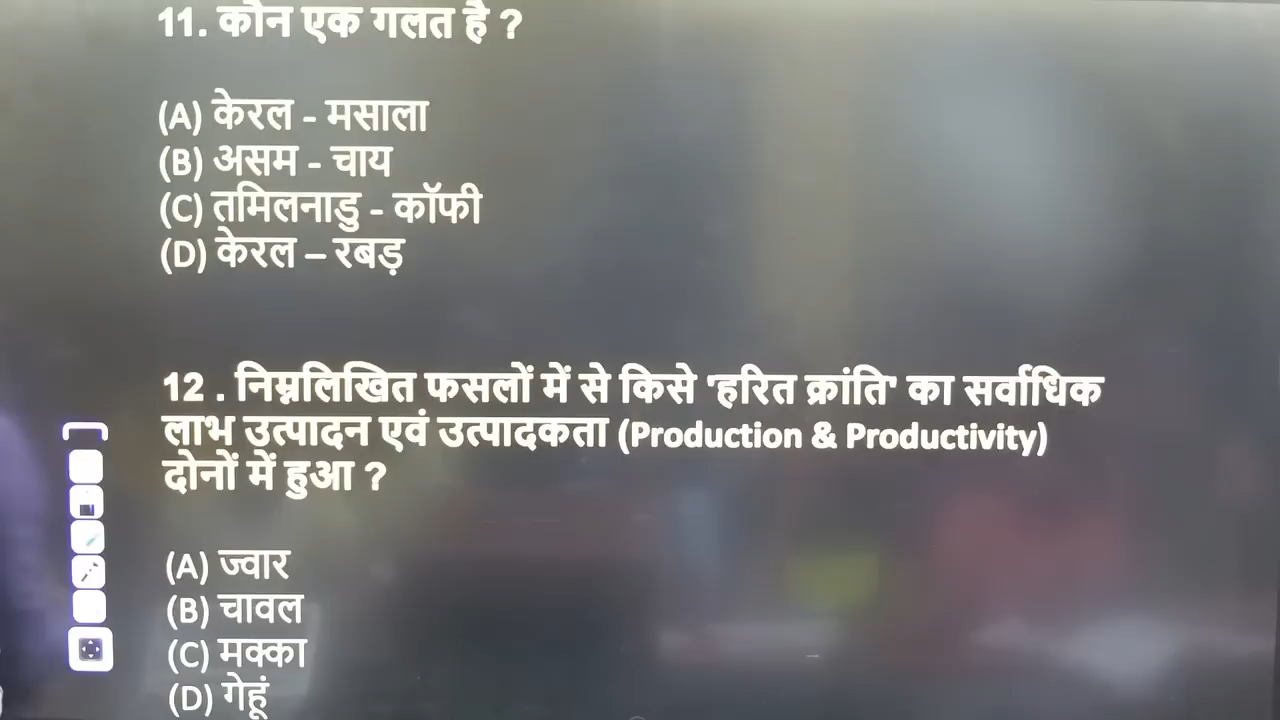 11. कौन एक गलत है ?
(A) केरल - मसाला
(B) असम - चाय
(C) तमिलनाडु - कॉफी
(D) केरल – रबड़
12 . निम्नलिखित फसलों में से किसे 'हरित क्रांति' का सर्वाधिक
लाभ उत्पादन एवं उत्पादकता (Production & Productivity)
दोनों में हुआ ?
(A) ज्वार
(B) चावल
(C) मक्का
(D) गेहूं